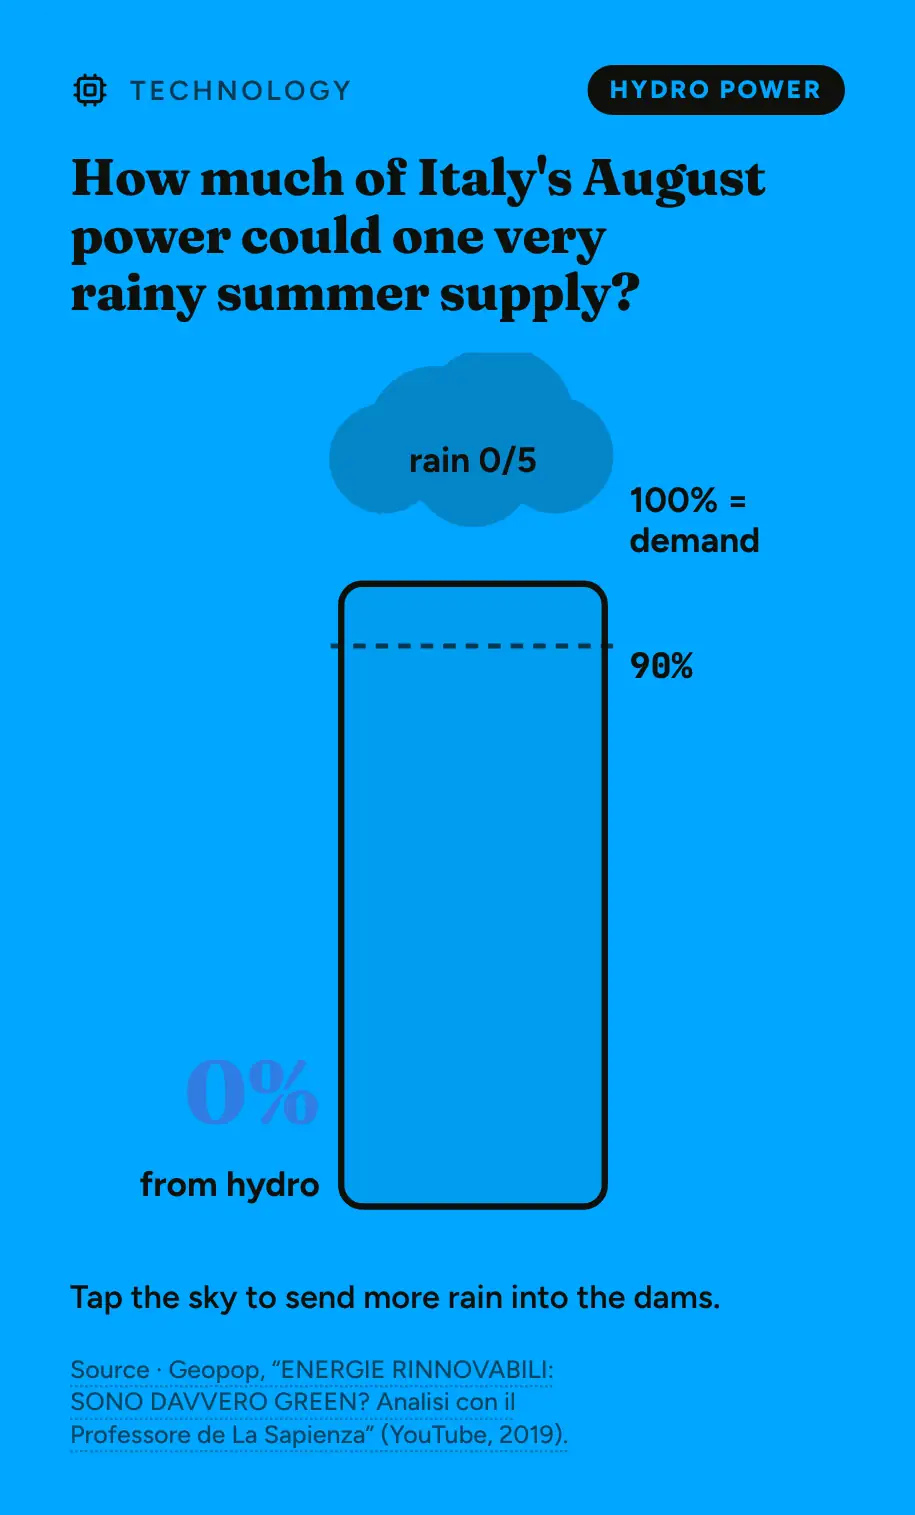 TECHNOLOGY
HYDRO POWER
How much of Italy's August
power could one very
rainy summer supply?
rain 0/5
100% =
demand
90%
0%
from hydro
Tap the sky to send more rain into the dams.
Source · Geopop, “ENERGIE RINNOVABILI:
SONO DAVVERO GREEN? Analisi con il
Professore de La Sapienza” (YouTube, 2019).